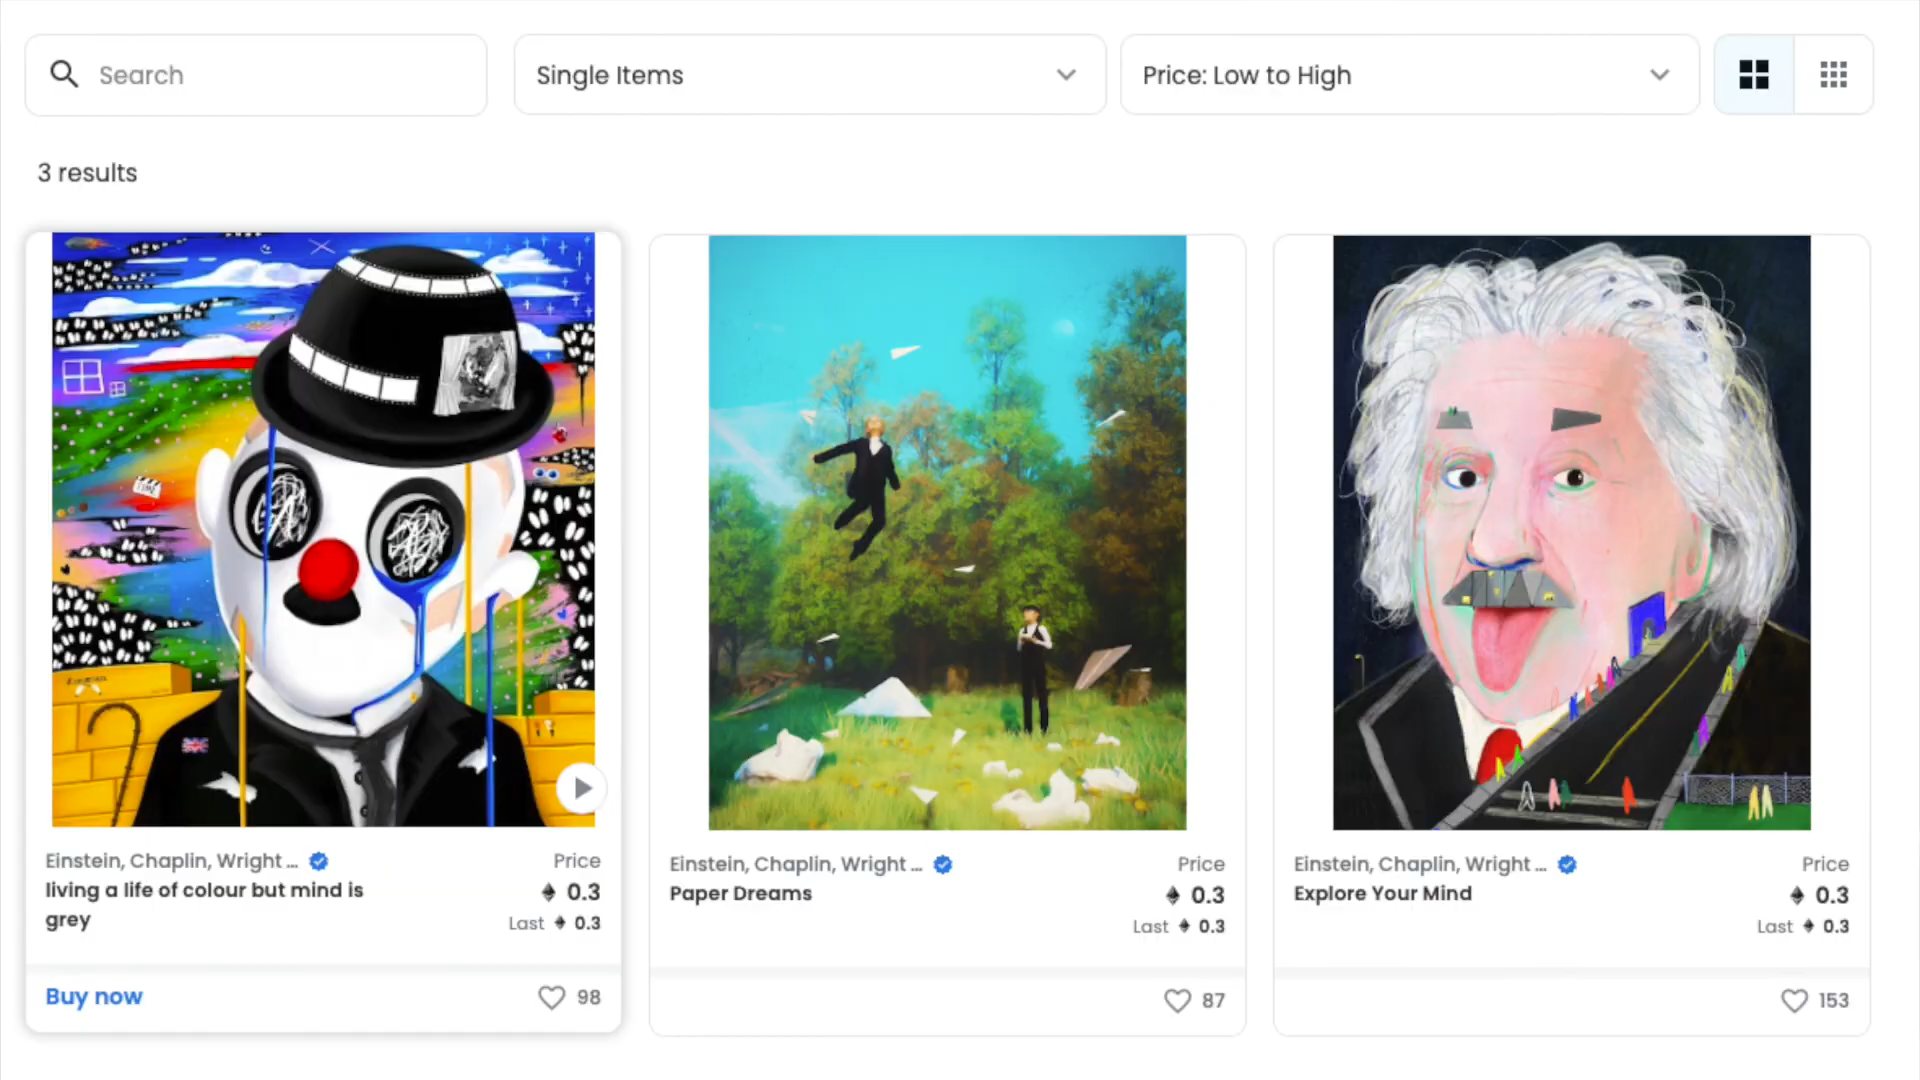 Search
Single Items
Price: Low to High
3 results
Einstein, Chaplin, Wright ...
Price
living a life of colour but mind is
grey
0.3
Last 0.3
Buy now
98
Einstein, Chaplin, Wright ...
Price
Paper Dreams
0.3
Last 0.3
87
Einstein, Chaplin, Wright ...
Price
Explore Your Mind
0.3
Last 0.3
153